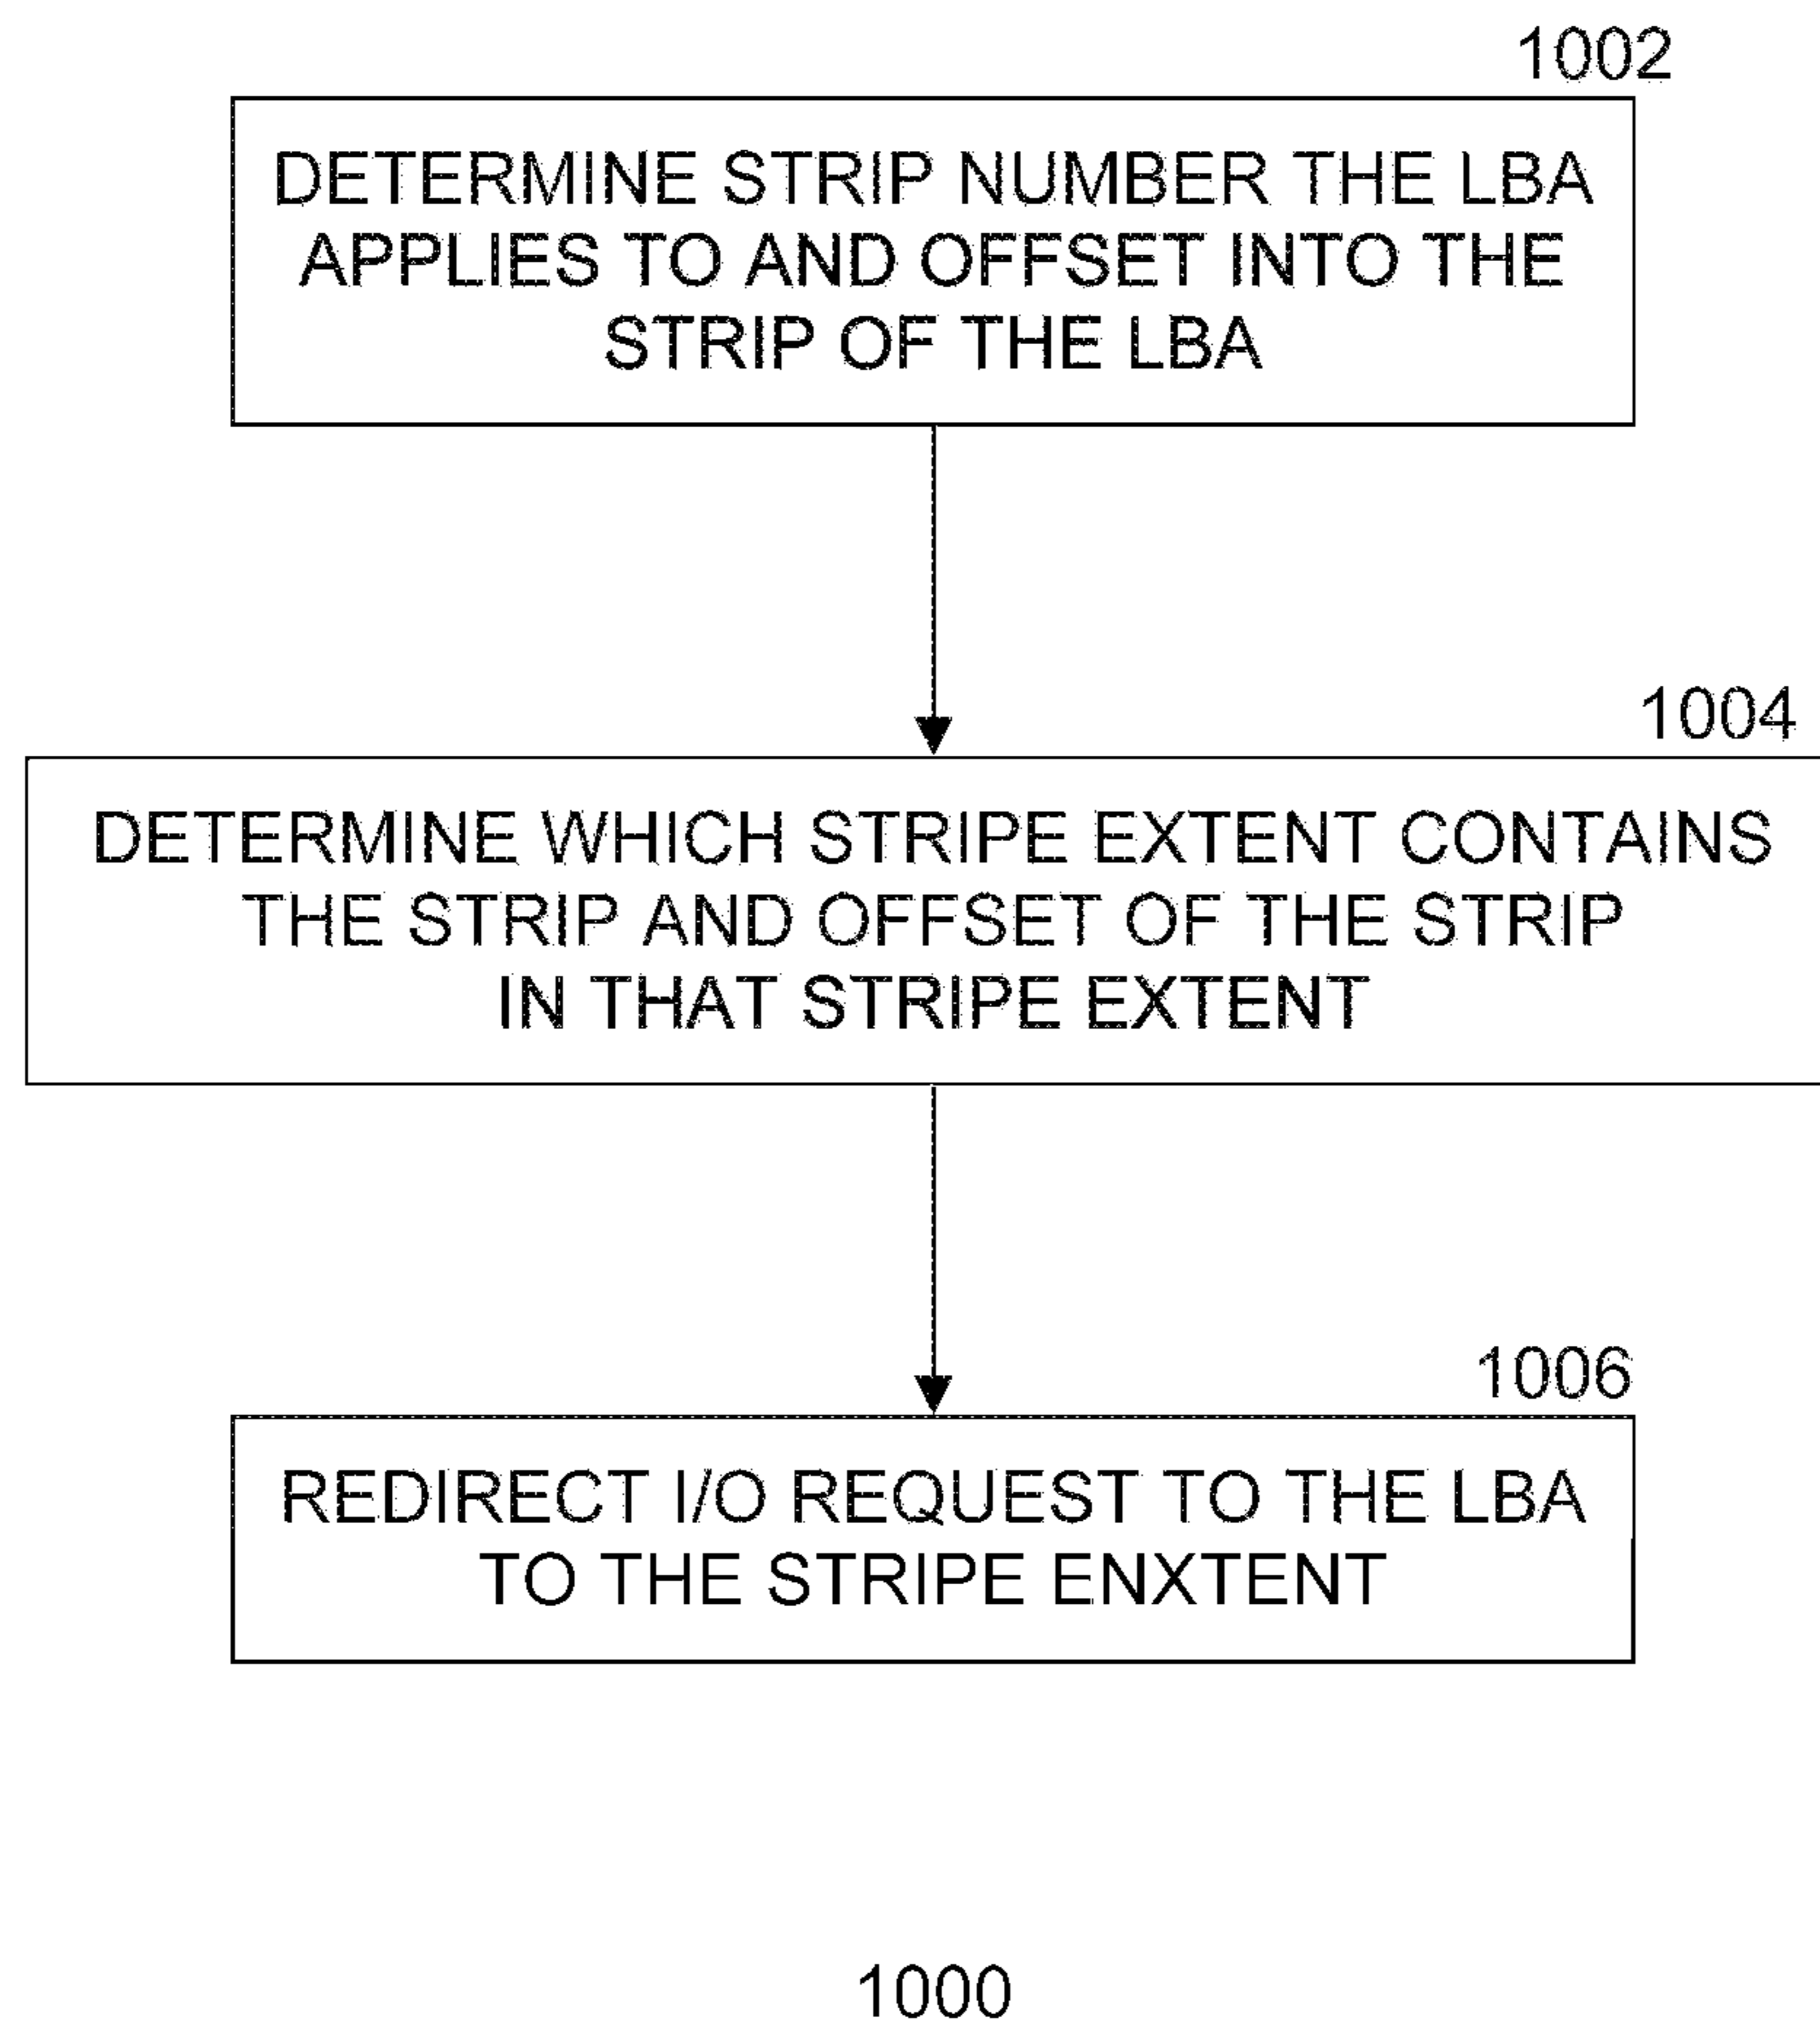 1002
DETERMINE STRIP NUMBER THE LBA
APPLIES TO AND OFFSET INTO THE
STRIP OF THE LBA
1004
DETERMINE WHICH STRIPE EXTENT CONTAINS
THE STRIP AND OFFSET OF THE STRIP
IN THAT STRIPE EXTENT
1006
REDIRECT I/O REQUEST TO THE LBA
TO THE STRIPE ENXTENT
1000